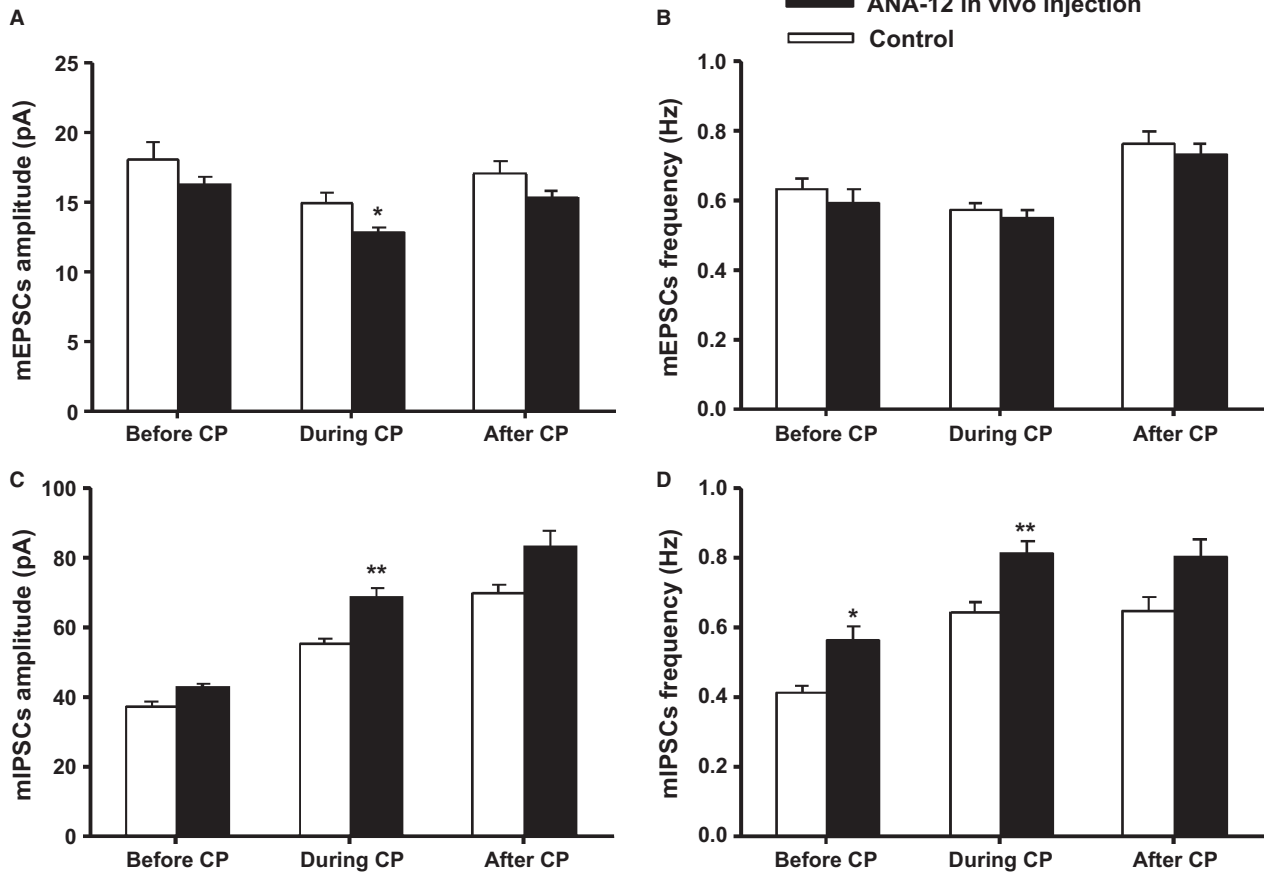 A
B
ANA-12 in vivo injection
Control
mEPSCs amplitude (pA)
25
20
15
10
5
0
*
Before CP
During CP
After CP
mEPSCs frequency (Hz)
1.0
0.8
0.6
0.4
0.2
0.0
Before CP
During CP
After CP
C
mIPSCs amplitude (pA)
100
80
60
40
20
0
**
Before CP
During CP
After CP
D
mIPSCs frequency (Hz)
1.0
0.8
0.6
0.4
0.2
0.0
*
**
Before CP
During CP
After CP